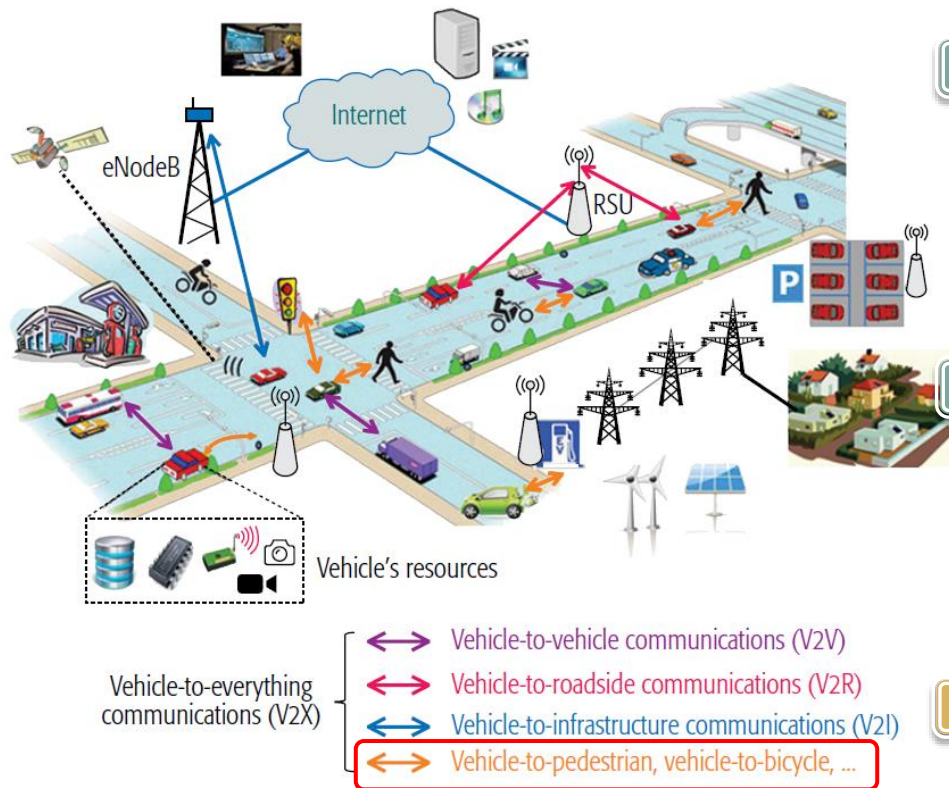 Internet
eNodeB
RSU
P
Vehicle's resources
Vehicle-to-everything
communications (V2X)
Vehicle-to-vehicle communications (V2V)
Vehicle-to-roadside communications (V2R)
Vehicle-to-infrastructure communications (V2I)
Vehicle-to-pedestrian, vehicle-to-bicycle, ...